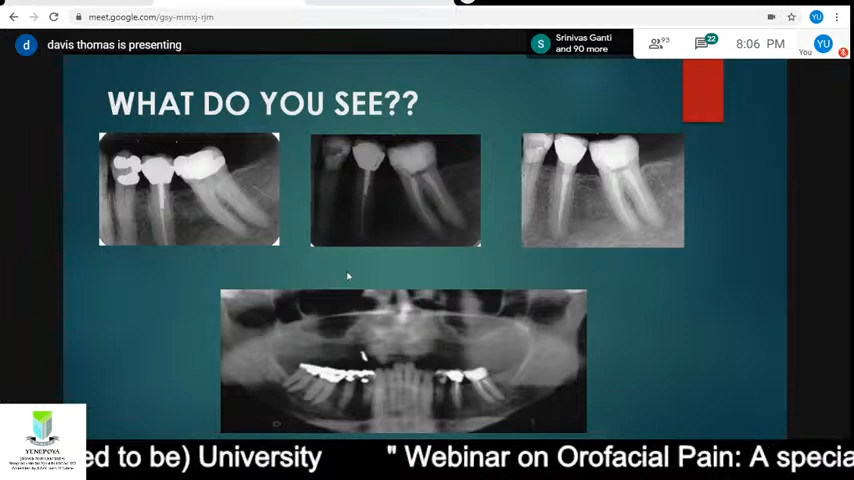 meet.google.com/gsy-mmxj-rjm
YU
d
davis thomas is presenting
S
Srinivas Ganti
and 90 more
93
22
8:06 PM
YU
You
WHAT DO YOU SEE??
YENEPOYA
ed to be) University " Webinar on Orofacial Pain: A specia